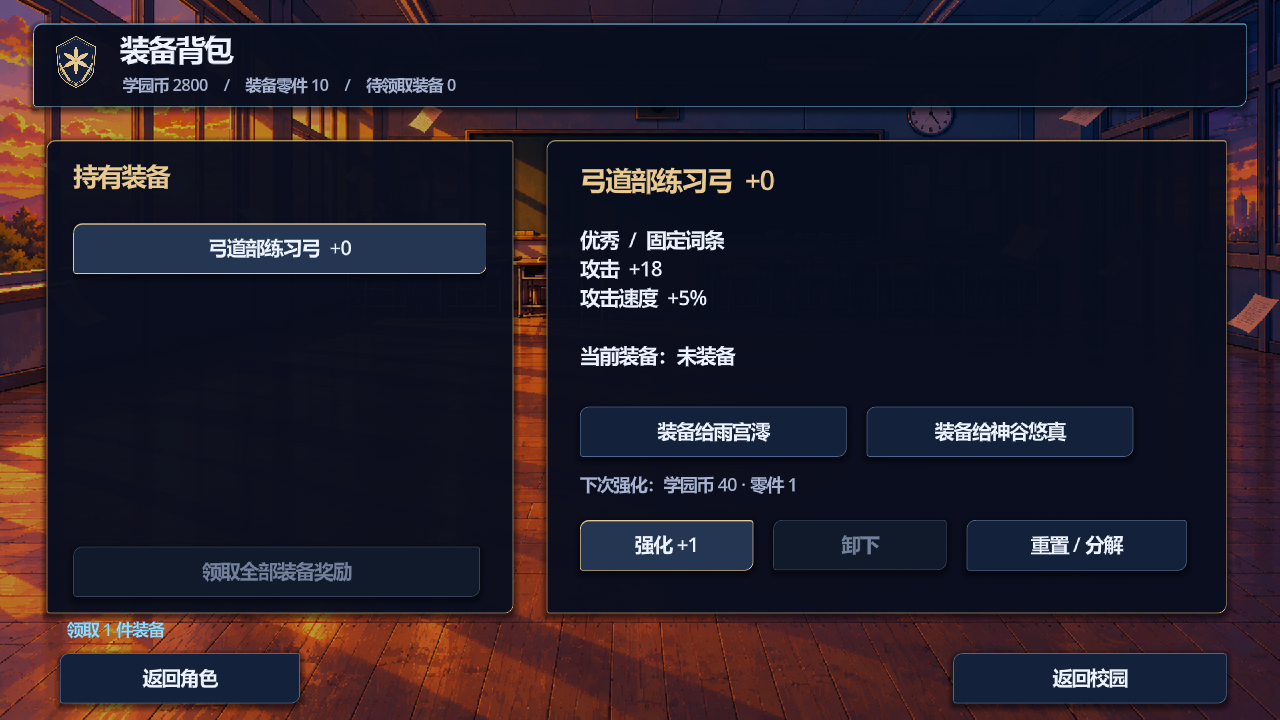 装备背包
学园币 2800 / 装备零件 10 / 待领取装备 0
持有装备
弓道部练习弓 +0
领取全部装备奖励
弓道部练习弓 +0
优秀 / 固定词条
攻击 +18
攻击速度 +5%
当前装备：未装备
装备给雨宫澪
装备给神谷悠真
下次强化：学园币 40 · 零件 1
强化 +1
卸下
重置 / 分解
领取 1 件装备
返回角色
返回校园